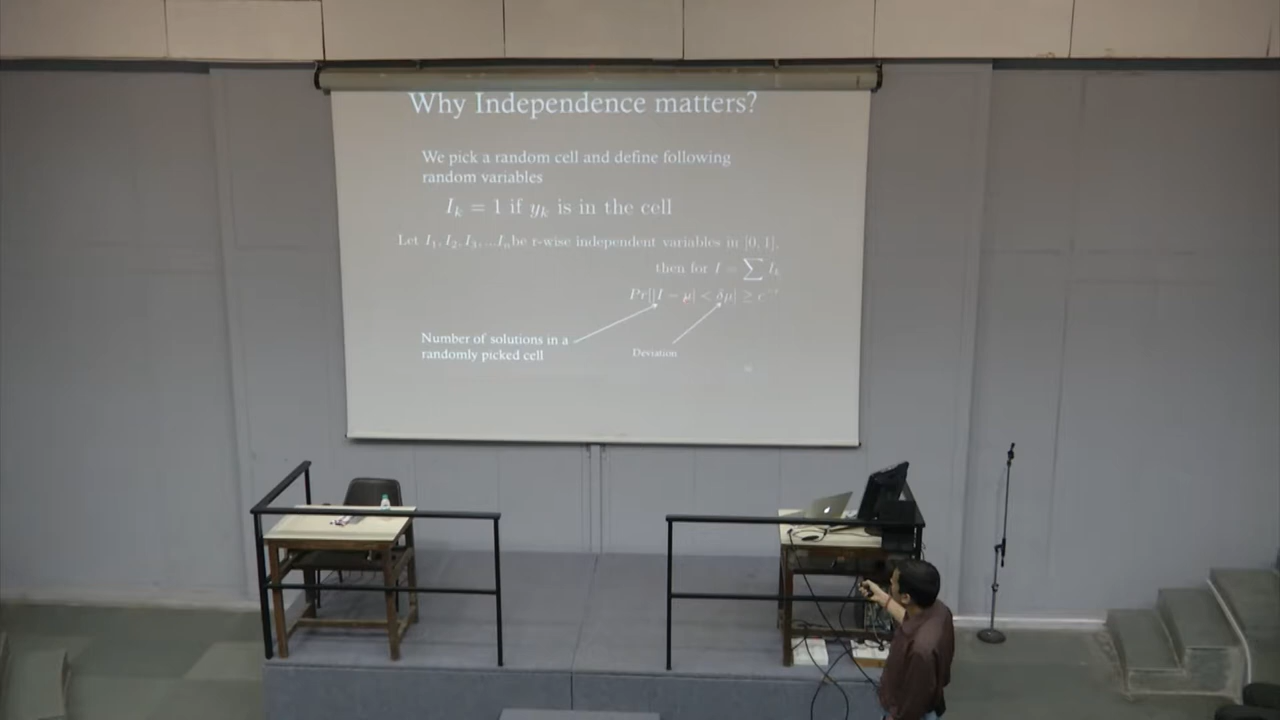 Why Independence matters?
We pick a random cell and define following
random variables
I_k = 1 if y_k is in the cell
Let I_1, I_2, I_3, ...I_n be r-wise independent variables in [0, 1],
then for I = ∑ I_k
Pr[|I − μ| < δμ] ≥
Number of solutions in a
randomly picked cell
Deviation